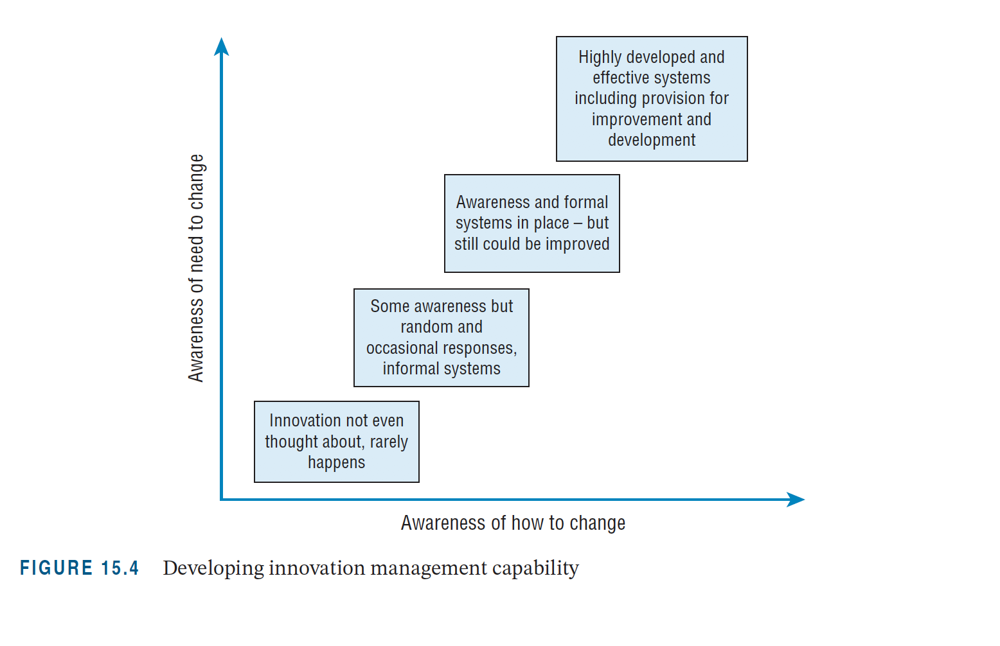 Highly developed and
effective systems
including provision for
improvement and
development
Awareness and formal
systems in place – but
still could be improved
Some awareness but
random and
occasional responses,
informal systems
Innovation not even
thought about, rarely
happens
Awareness of need to change
Awareness of how to change
FIGURE 15.4 Developing innovation management capability